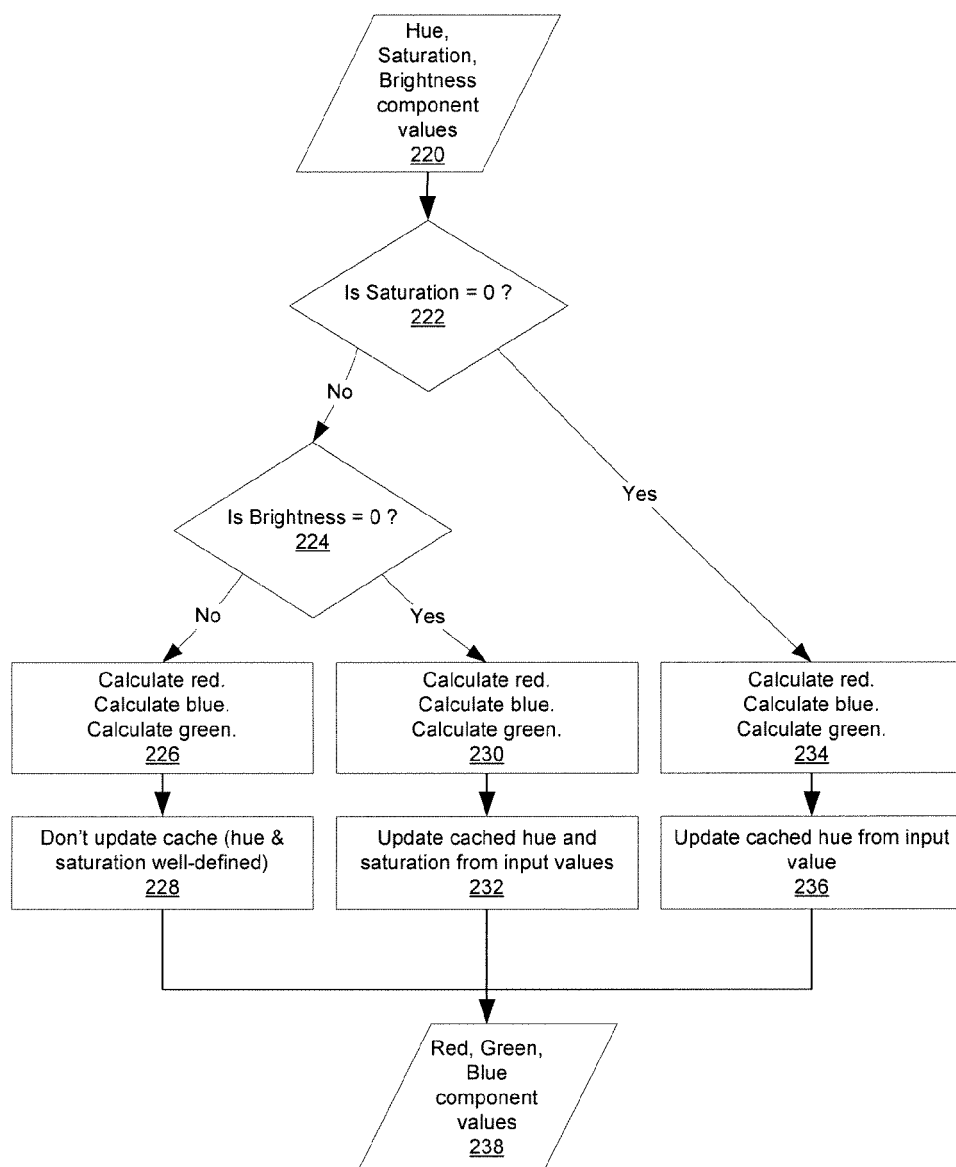 Hue,
Saturation,
Brightness
component
values
220
Is Saturation = 0 ?
222
No
Yes
Is Brightness = 0 ?
224
No
Yes
Calculate red.
Calculate blue.
Calculate green.
226
Calculate red.
Calculate blue.
Calculate green.
230
Calculate red.
Calculate blue.
Calculate green.
234
Don't update cache (hue &
saturation well-defined)
228
Update cached hue and
saturation from input values
232
Update cached hue from input
value
236
Red, Green,
Blue
component
values
238